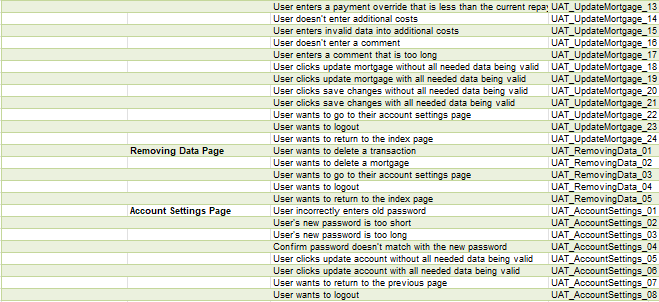 User enters a payment override that is less than the current repay UAT_UpdateMortgage_13
User doesn't enter additional costs UAT_UpdateMortgage_14
User enters invalid data into additional costs UAT_UpdateMortgage_15
User doesn't enter a comment UAT_UpdateMortgage_16
User enters a comment that is too long UAT_UpdateMortgage_17
User clicks update mortgage without all needed data being valid UAT_UpdateMortgage_18
User clicks update mortgage with all needed data being valid UAT_UpdateMortgage_19
User clicks save changes without all needed data being valid UAT_UpdateMortgage_20
User clicks save changes with all needed data being valid UAT_UpdateMortgage_21
User wants to go to their account settings page UAT_UpdateMortgage_22
User wants to logout UAT_UpdateMortgage_23
User wants to return to the index page UAT_UpdateMortgage_24
Removing Data Page User wants to delete a transaction UAT_RemovingData_01
User wants to delete a mortgage UAT_RemovingData_02
User wants to go to their account settings page UAT_RemovingData_03
User wants to logout UAT_RemovingData_04
User wants to return to the index page UAT_RemovingData_05
Account Settings Page User incorrectly enters old password UAT_AccountSettings_01
User's new password is too short UAT_AccountSettings_02
User's new password is too long UAT_AccountSettings_03
Confirm password doesn't match with the new password UAT_AccountSettings_04
User clicks update account without all needed data being valid UAT_AccountSettings_05
User clicks update account with all needed data being valid UAT_AccountSettings_06
User wants to return to the previous page UAT_AccountSettings_07
User wants to logout UAT_AccountSettings_08